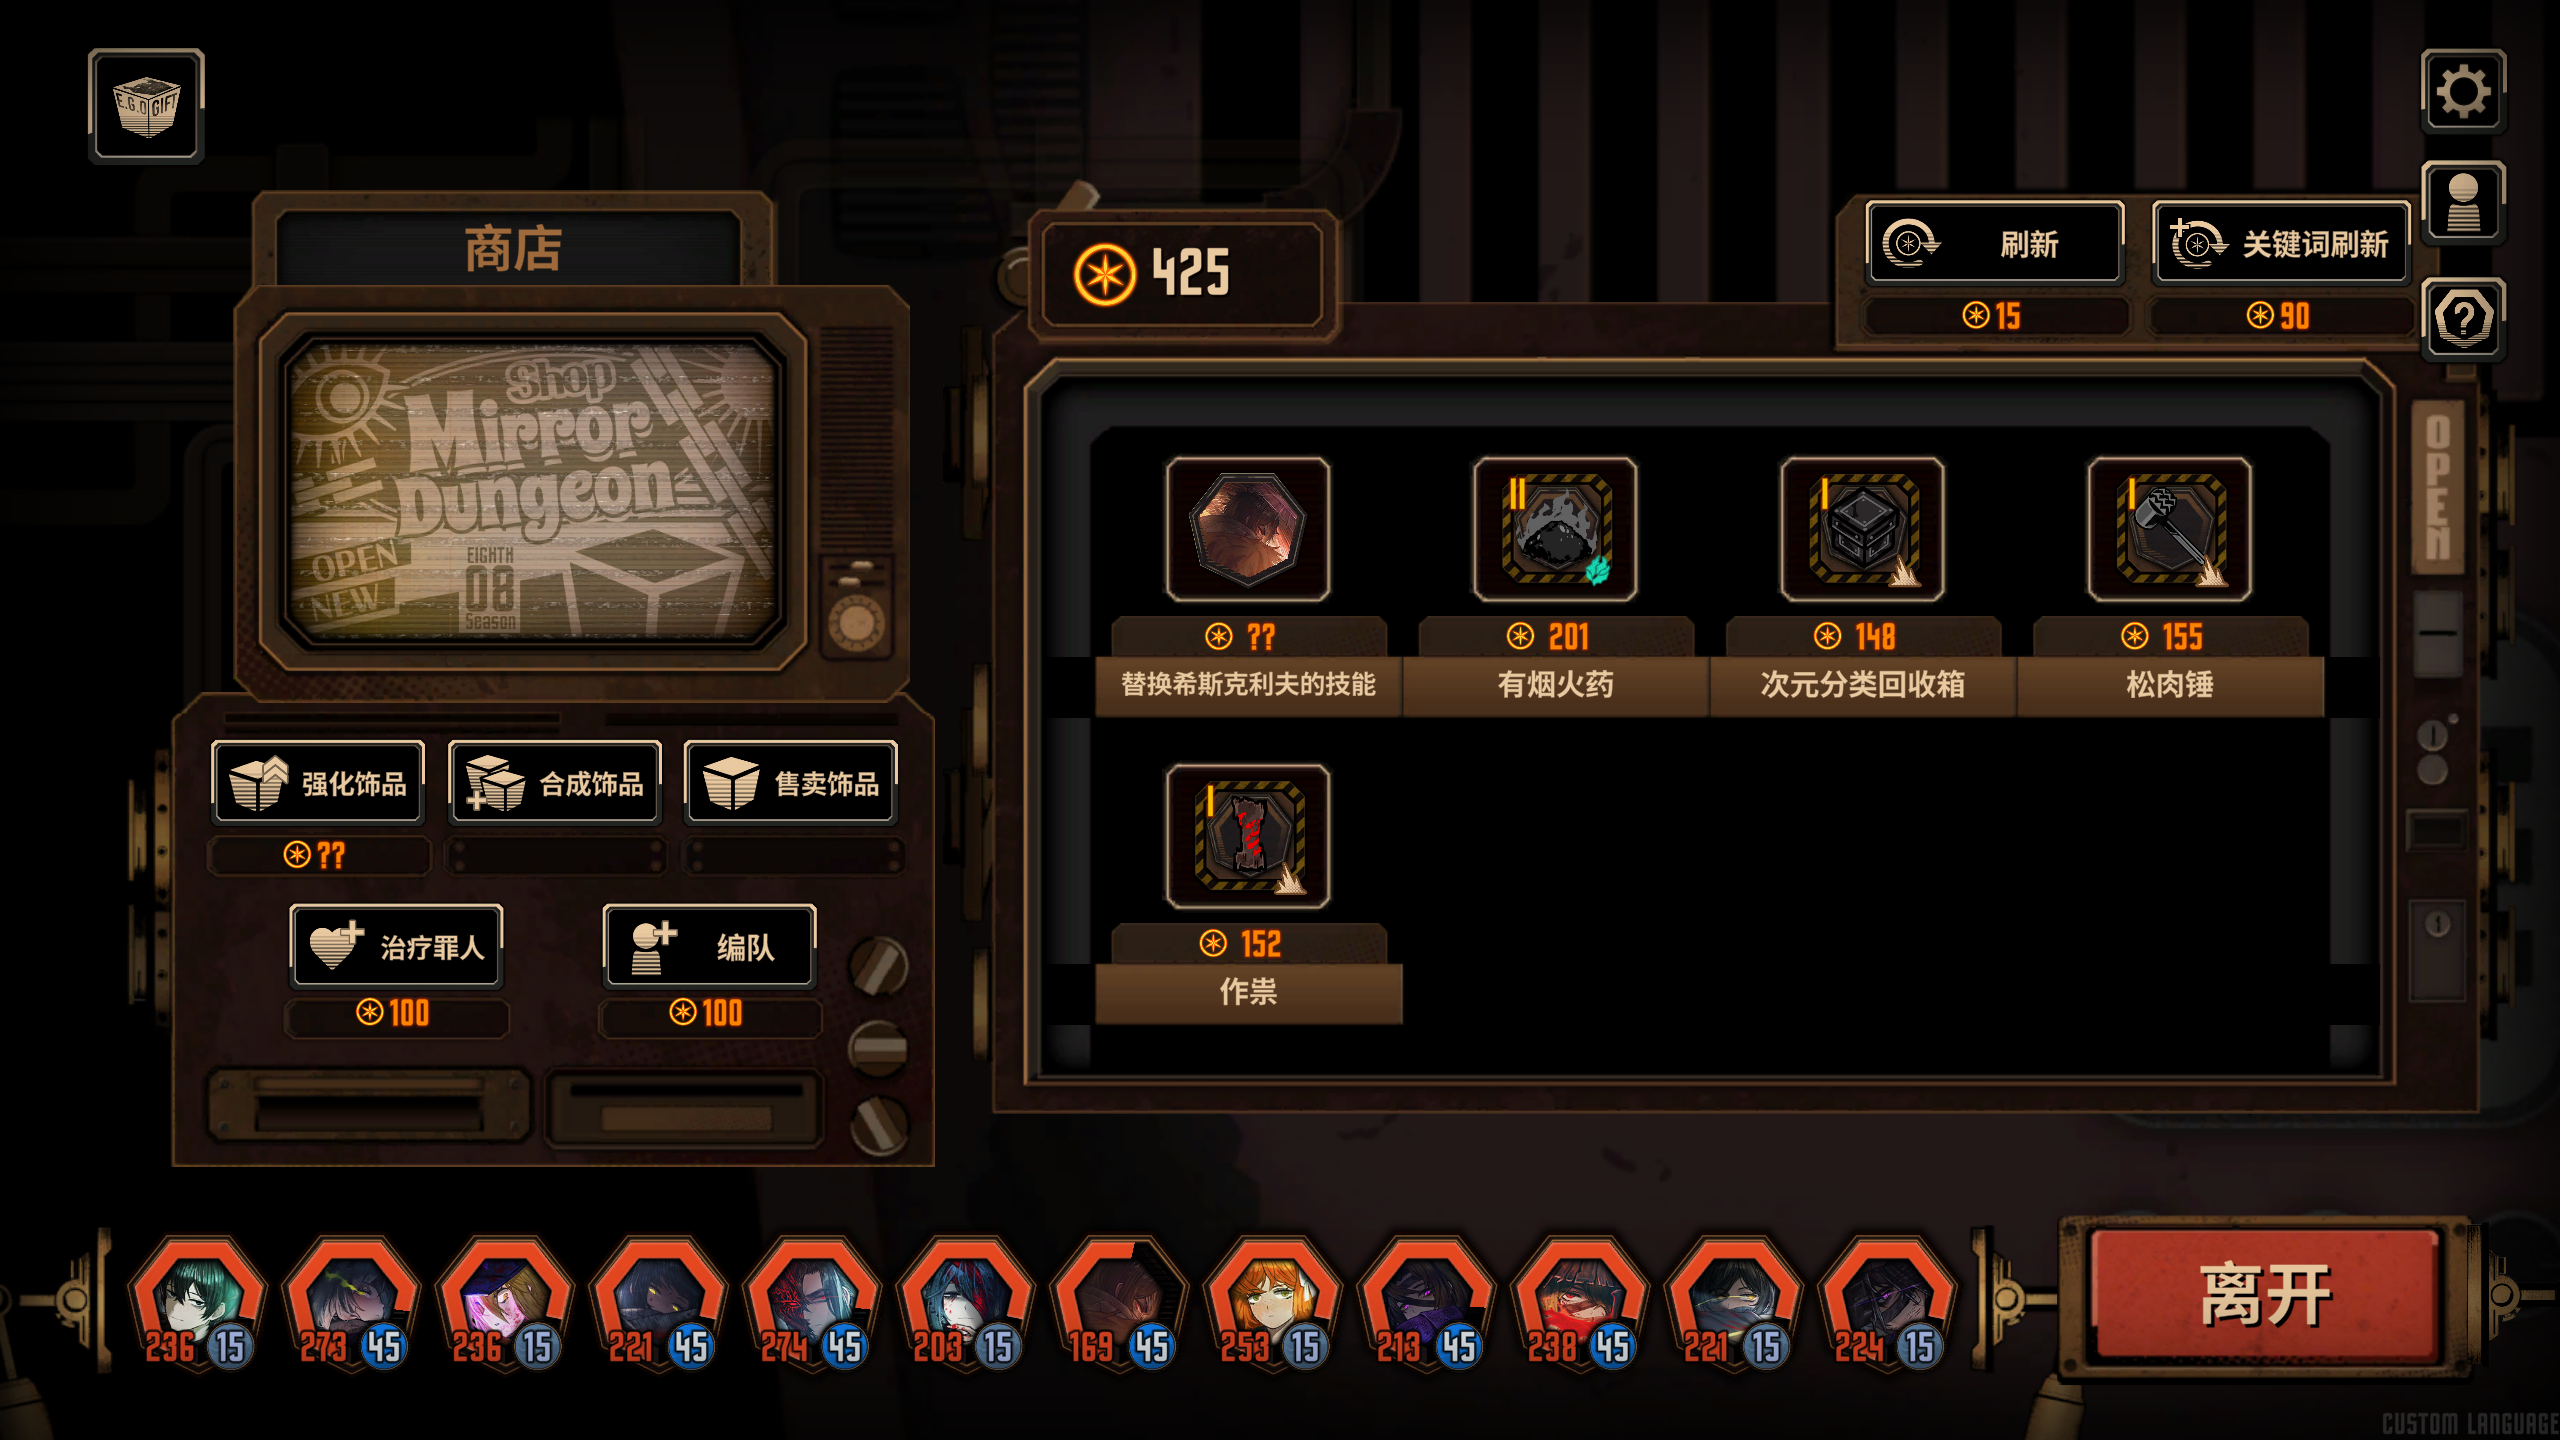 E.G.O GIFT
商店
425
刷新
关键词刷新
15
90
Shop
Mirror
Dungeon
OPEN
NEW
EIGHTH
08
Season
OPEN
??
201
148
155
替换希斯克利夫的技能
有烟火药
次元分类回收箱
松肉锤
强化饰品
合成饰品
售卖饰品
??
152
作祟
治疗罪人
编队
100
100
236 15
273 45
236 15
221 45
274 45
203 15
169 45
253 15
213 45
238 45
221 15
224 15
离开
CUSTOM LANGUAGE